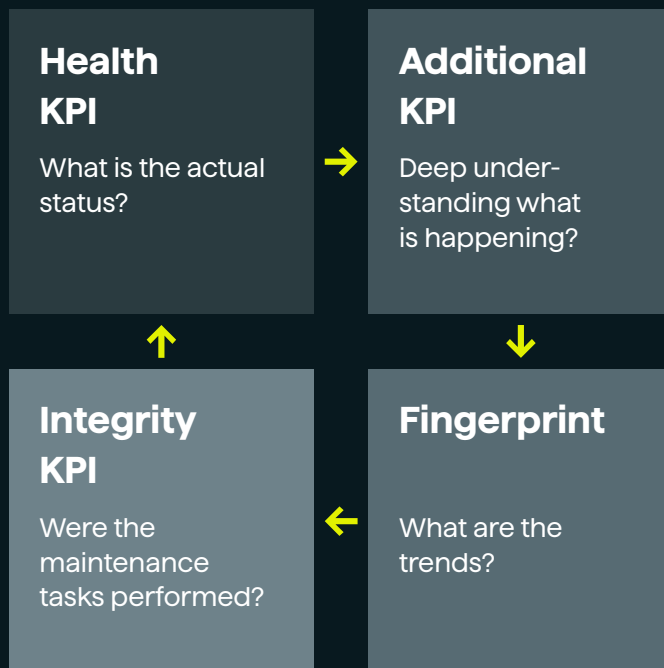 Health
KPI
What is the actual
status?
Additional
KPI
Deep under-
standing what
is happening?
Integrity
KPI
Were the
maintenance
tasks performed?
Fingerprint
What are the
trends?